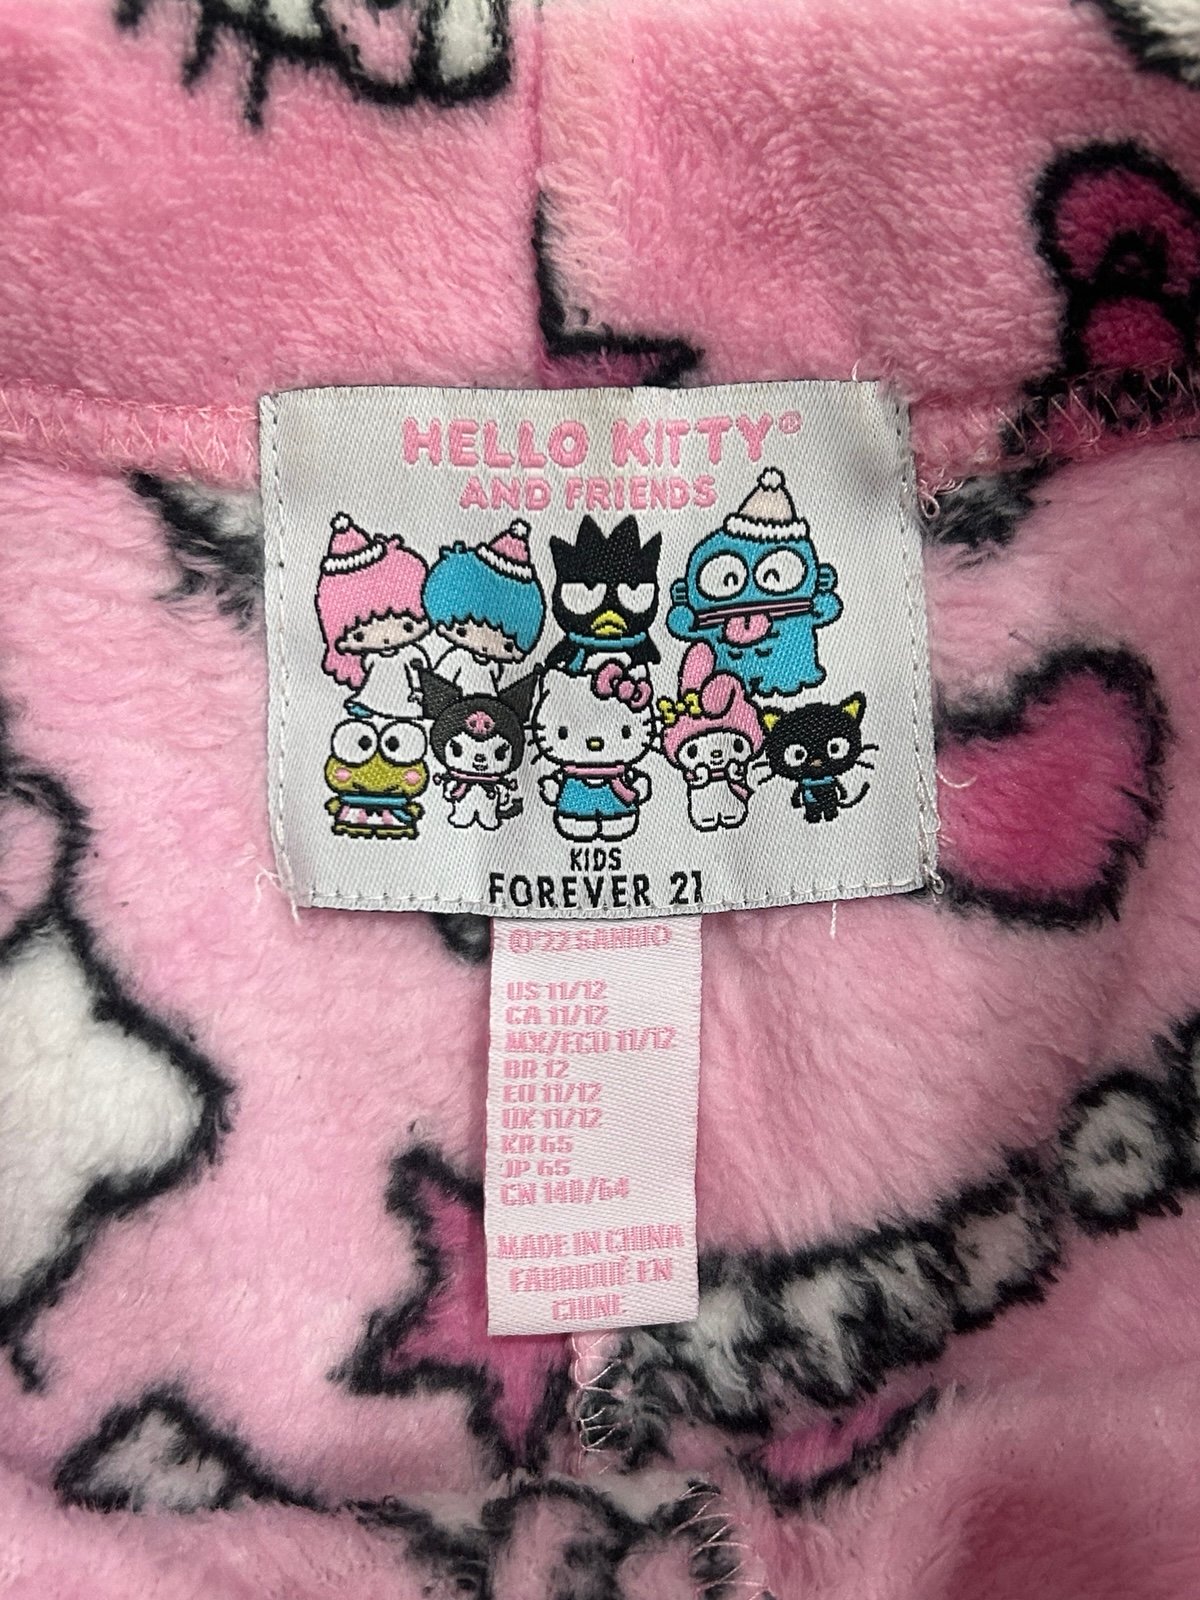 HELLO KITTY®
AND FRIENDS
KIDS
FOREVER 21
©'22 SANRIO
US 11/12
CA 11/12
MX/ECU 11/12
BR 12
EU 11/12
UK 11/12
KR 65
JP 65
CN 140/64
MADE IN CHINA
FABRIQUÉ EN
CHINE